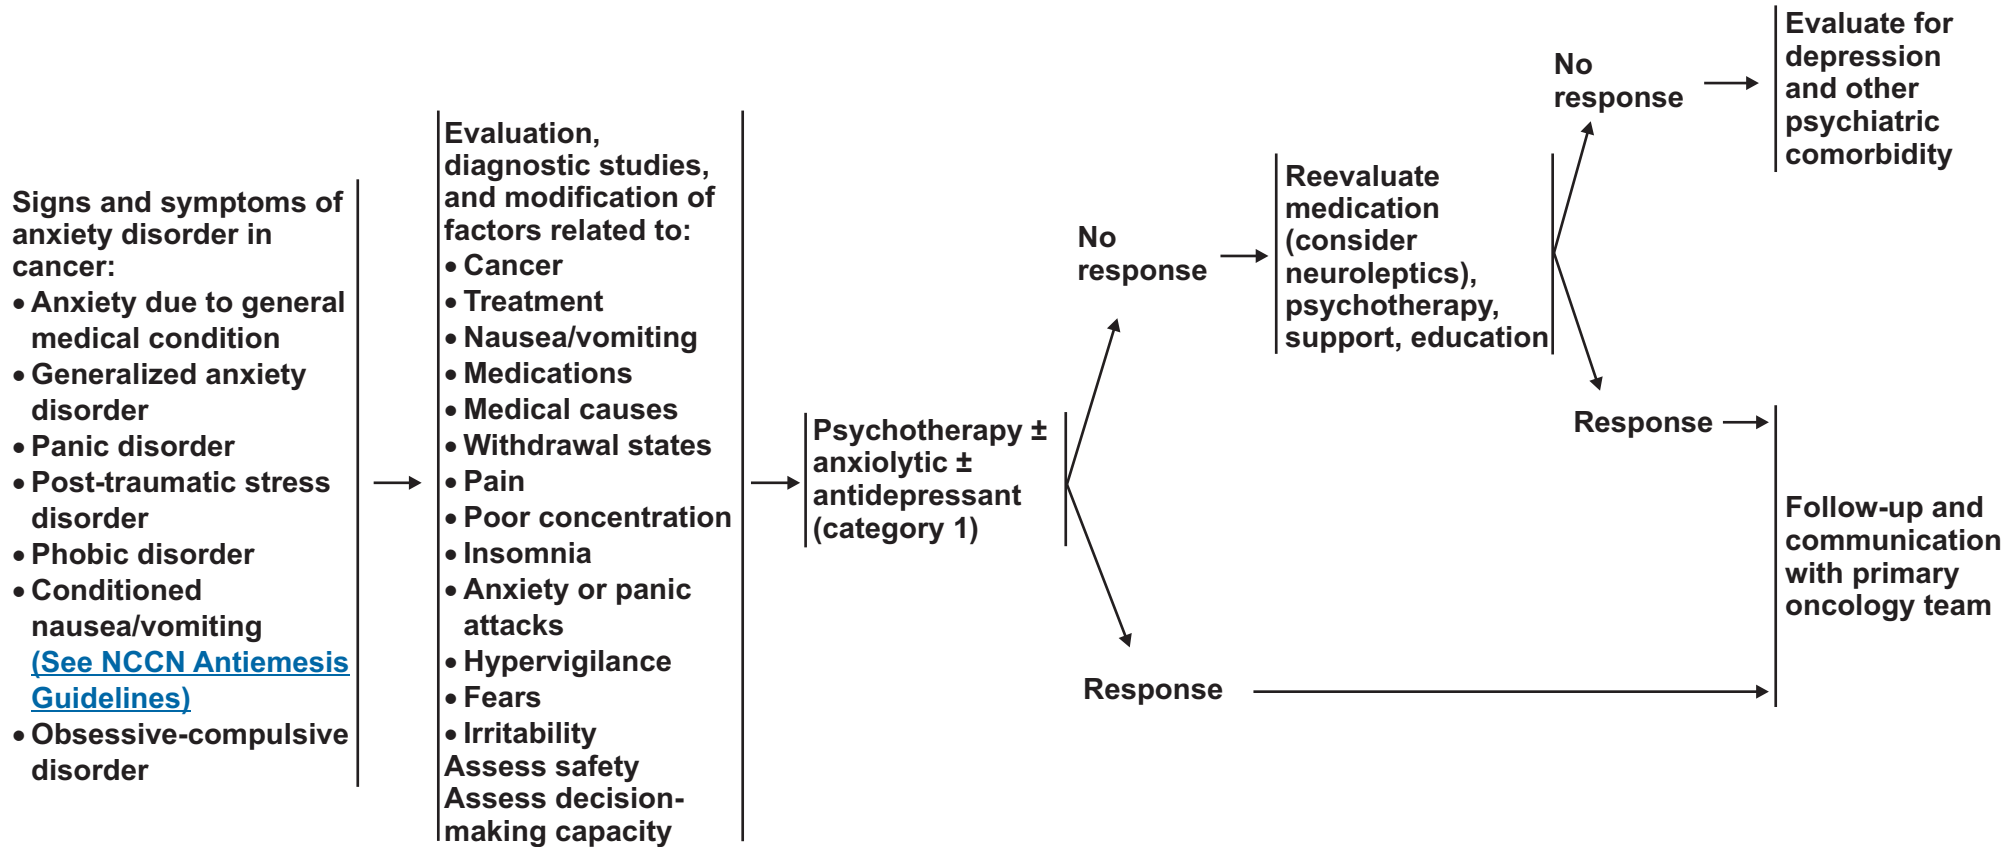 Signs and symptoms of
anxiety disorder in
cancer:
• Anxiety due to general
medical condition
• Generalized anxiety
disorder
• Panic disorder
• Post-traumatic stress
disorder
• Phobic disorder
• Conditioned
nausea/vomiting
(See NCCN Antiemesis
Guidelines)
• Obsessive-compulsive
disorder
Evaluation,
diagnostic studies,
and modification of
factors related to:
• Cancer
• Treatment
• Nausea/vomiting
• Medications
• Medical causes
• Withdrawal states
• Pain
• Poor concentration
• Insomnia
• Anxiety or panic
attacks
• Hypervigilance
• Fears
• Irritability
Assess safety
Assess decision-
making capacity
Psychotherapy ±
anxiolytic ±
antidepressant
(category 1)
No
response
Response
Reevaluate
medication
(consider
neuroleptics),
psychotherapy,
support, education
No
response
Response
Evaluate for
depression
and other
psychiatric
comorbidity
Follow-up and
communication
with primary
oncology team